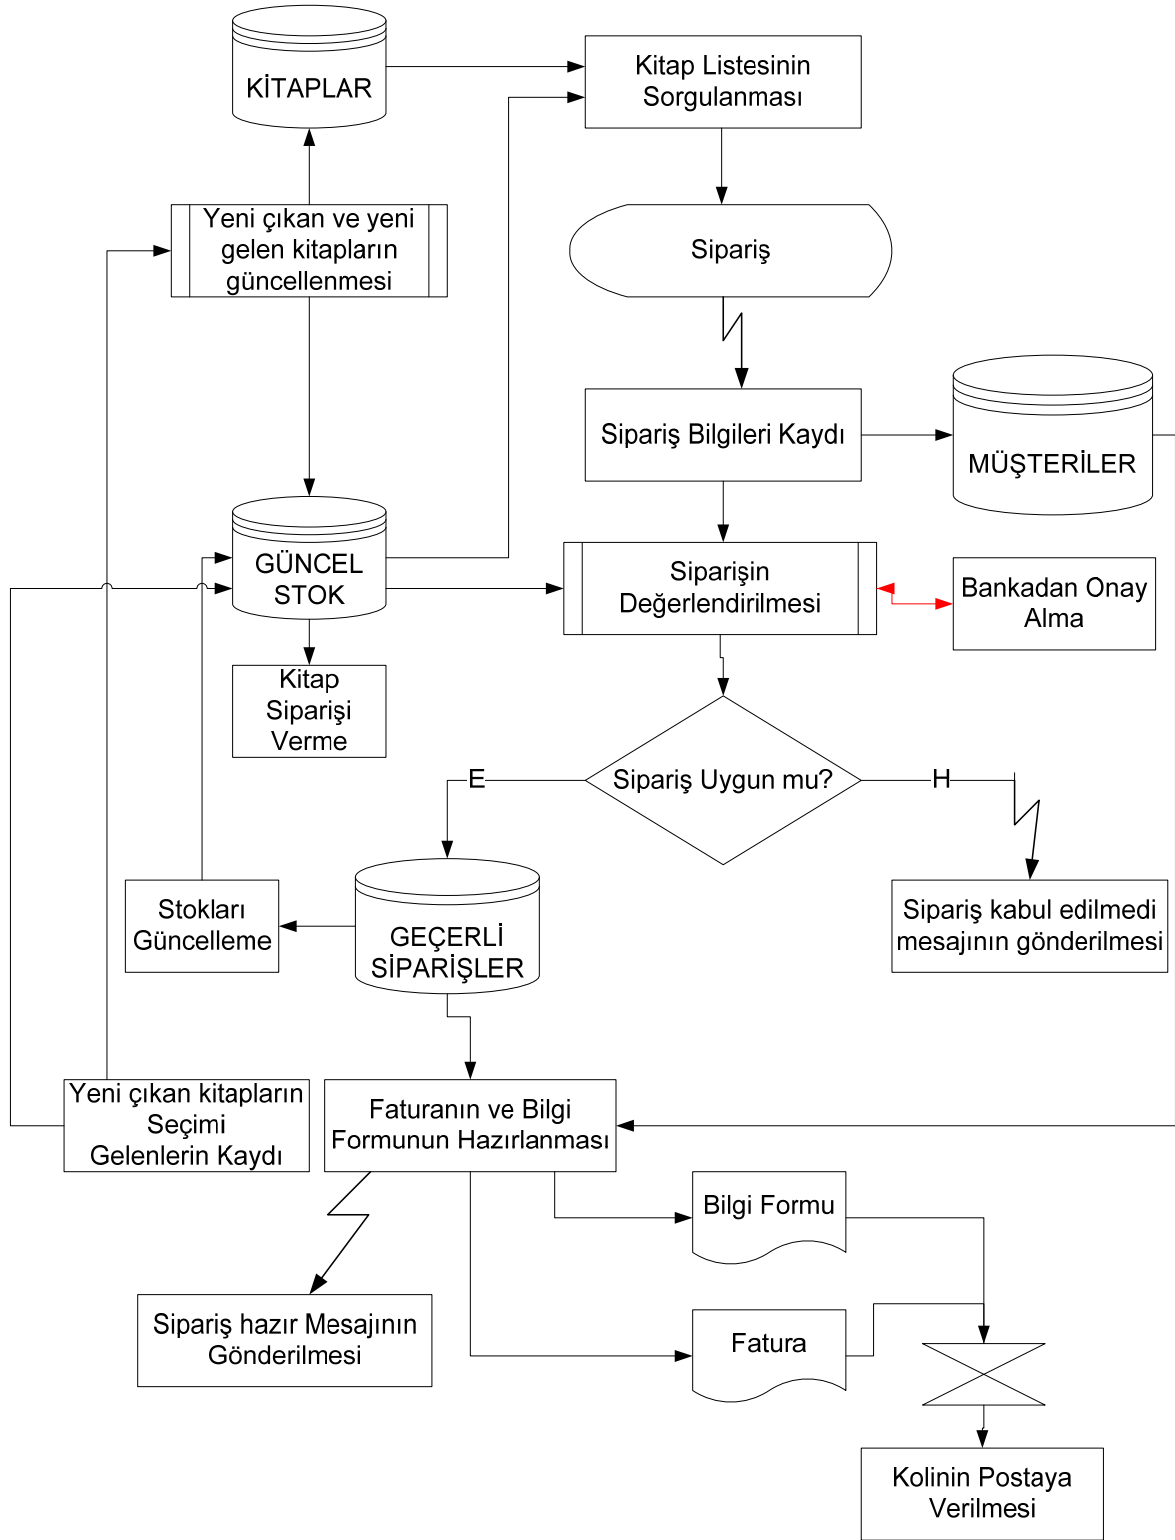 KİTAPLAR
Kitap Listesinin
Sorgulanması
Yeni çıkan ve yeni
gelen kitapların
güncellenmesi
Sipariş
Sipariş Bilgileri Kaydı
MÜŞTERİLER
GÜNCEL
STOK
Siparişin
Değerlendirilmesi
Bankadan Onay
Alma
Kitap
Siparişi
Verme
Sipariş Uygun mu?
E
H
Stokları
Güncelleme
GEÇERLİ
SİPARİŞLER
Sipariş kabul edilmedi
mesajının gönderilmesi
Yeni çıkan kitapların
Seçimi
Gelenlerin Kaydı
Faturanın ve Bilgi
Formunun Hazırlanması
Bilgi Formu
Sipariş hazır Mesajının
Gönderilmesi
Fatura
Kolinin Postaya
Verilmesi